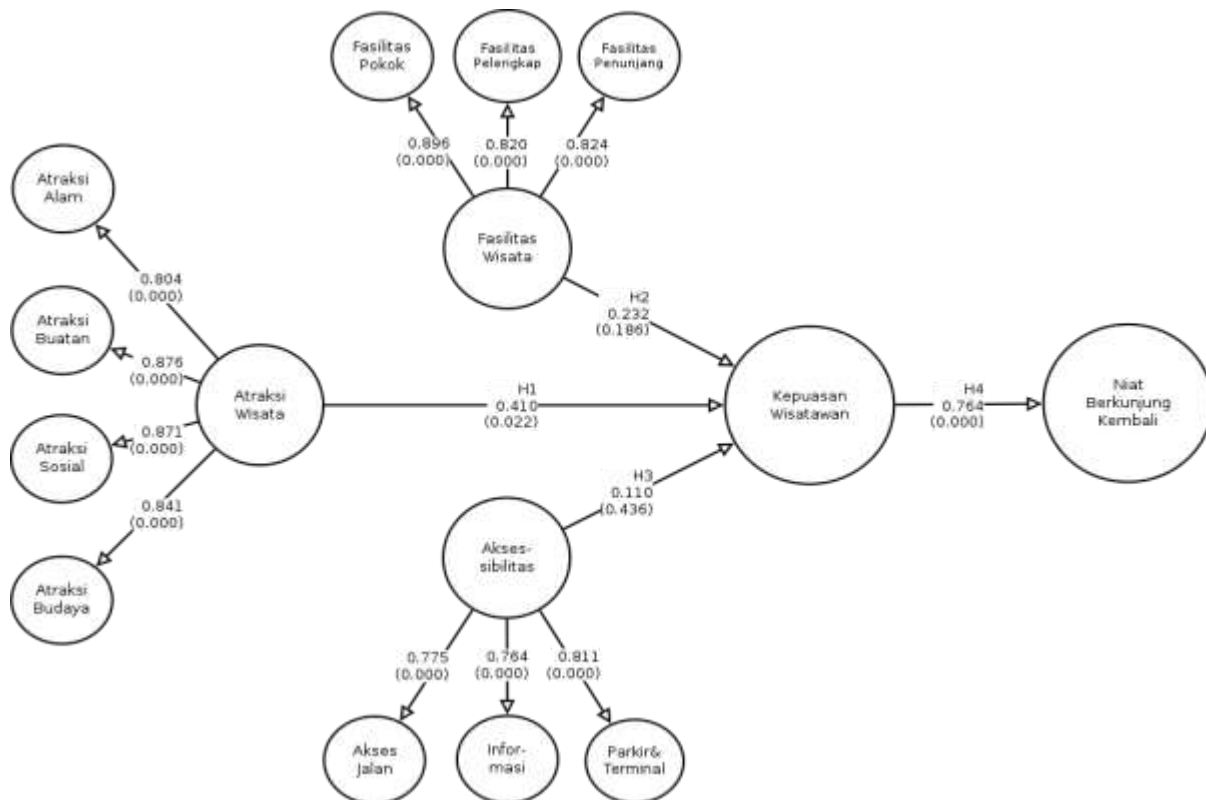 Fasilitas
Pokok
Fasilitas
Pelengkap
Fasilitas
Penunjang
0.896
(0.000)
0.820
(0.000)
0.824
(0.000)
Atraksi
Alam
Fasilitas
Wisata
0.804
(0.000)
H2
0.232
(0.186)
Atraksi
Buatan
0.876
(0.000)
Atraksi
Wisata
H1
0.410
(0.022)
Kepuasan
Wisatawan
H4
0.764
(0.000)
Niat
Berkunjung
Kembali
Atraksi
Sosial
0.871
(0.000)
H3
0.110
(0.436)
0.841
(0.000)
Atraksi
Budaya
Akses-
sibilitas
0.775
(0.000)
0.764
(0.000)
0.811
(0.000)
Akses
Jalan
Infor-
masi
Parkir&
Terminal